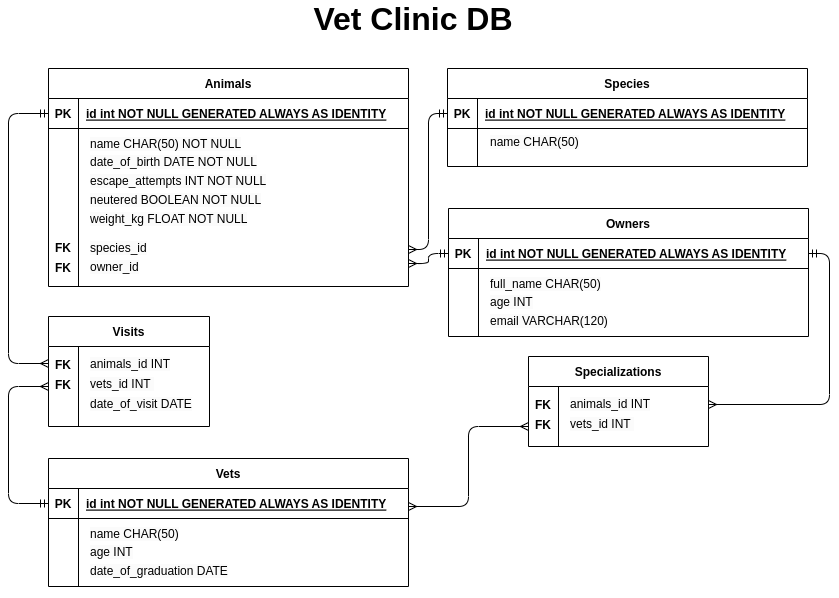 Vet Clinic DB
Animals
PK id int NOT NULL GENERATED ALWAYS AS IDENTITY
name CHAR(50) NOT NULL
date_of_birth DATE NOT NULL
escape_attempts INT NOT NULL
neutered BOOLEAN NOT NULL
weight_kg FLOAT NOT NULL
FK species_id
FK owner_id
Species
PK id int NOT NULL GENERATED ALWAYS AS IDENTITY
name CHAR(50)
Owners
PK id int NOT NULL GENERATED ALWAYS AS IDENTITY
full_name CHAR(50)
age INT
email VARCHAR(120)
Visits
FK animals_id INT
FK vets_id INT
date_of_visit DATE
Specializations
FK animals_id INT
FK vets_id INT
Vets
PK id int NOT NULL GENERATED ALWAYS AS IDENTITY
name CHAR(50)
age INT
date_of_graduation DATE